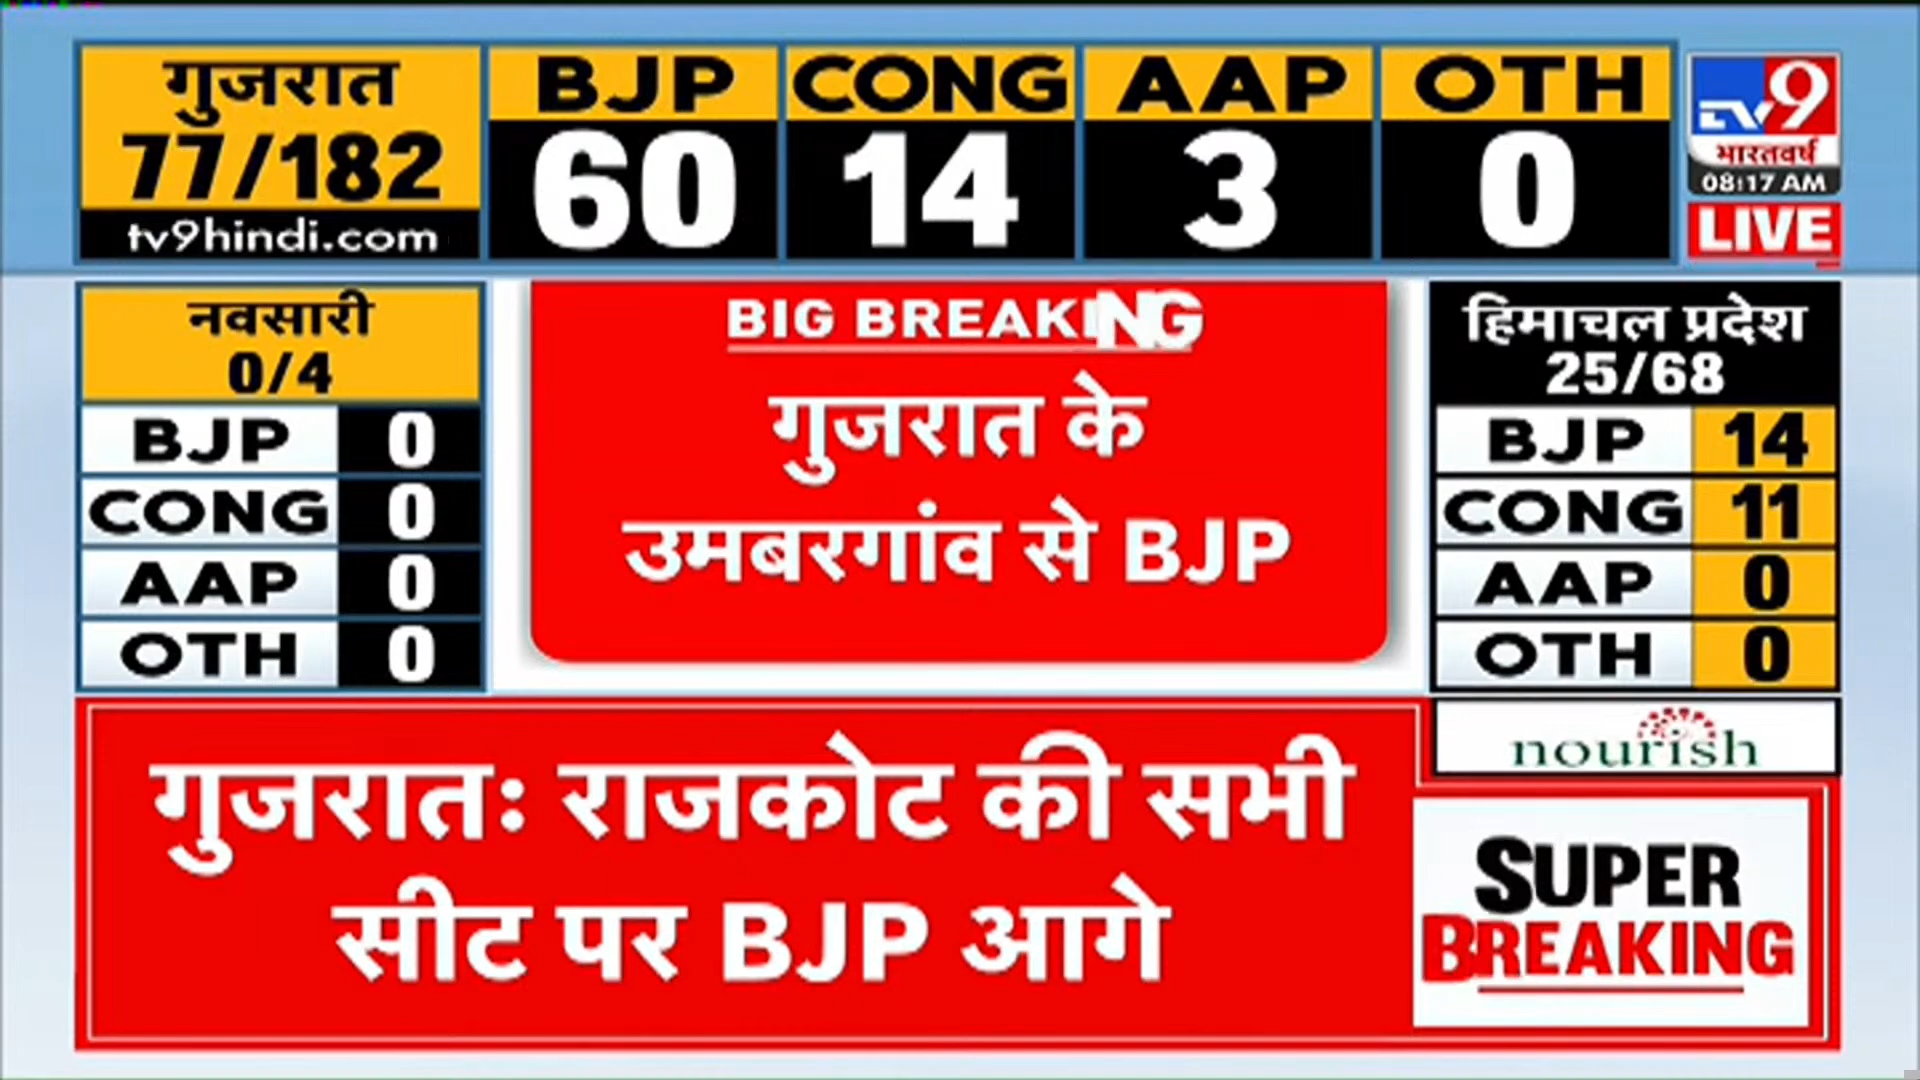 गुजरात
77/182
tv9hindi.com
BJP
60
CONG
14
AAP
3
OTH
0
TV9
भारतवर्ष
08:17 AM
LIVE
नवसारी
0/4
BJP 0
CONG 0
AAP 0
OTH 0
BIG BREAKING
गुजरात के
उमबरगांव से BJP
हिमाचल प्रदेश
25/68
BJP 14
CONG 11
AAP 0
OTH 0
nourish
गुजरातः राजकोट की सभी
सीट पर BJP आगे
SUPER
BREAKING